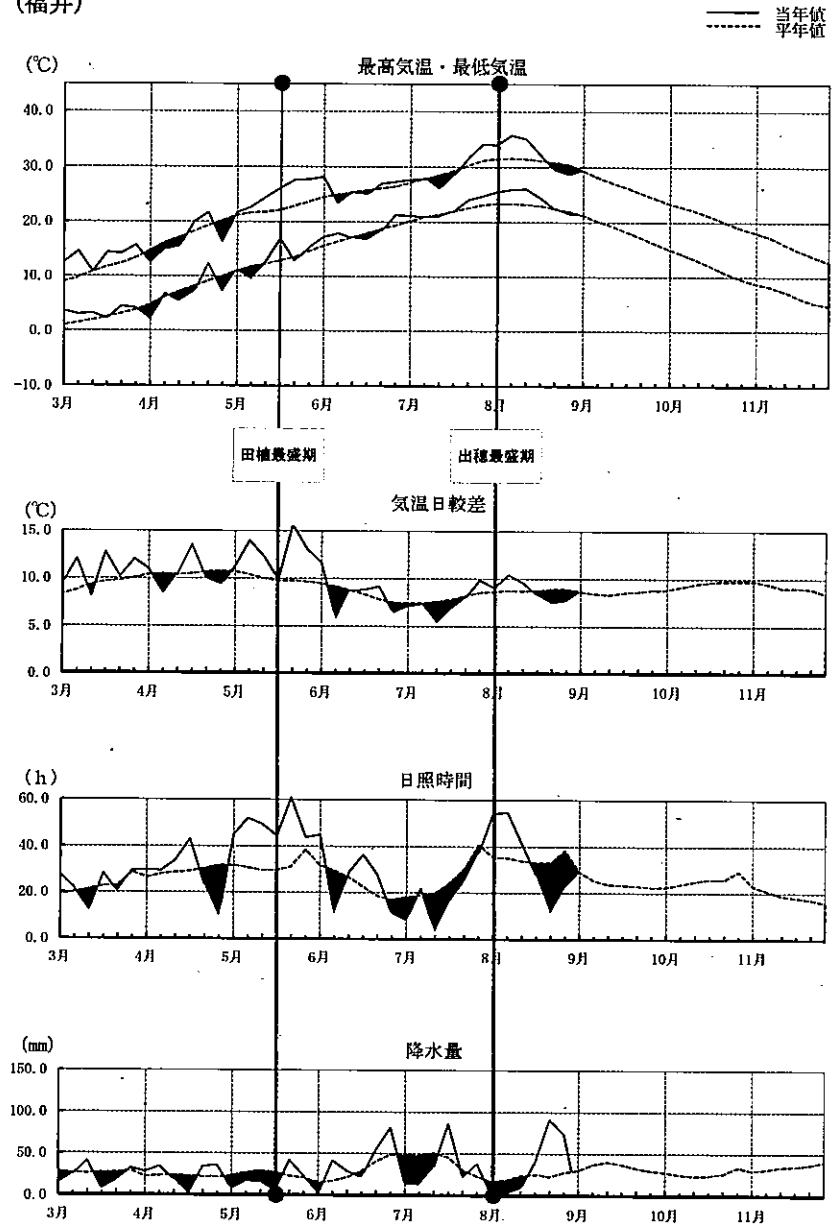 (福井)
当年値
平年値
(℃)
最高気温・最低気温
40.0
30.0
20.0
10.0
0.0
-10.0
3月 4月 5月 6月 7月 8月 9月 10月 11月
田植最盛期 出穂最盛期
(℃)
気温日較差
15.0
10.0
5.0
0.0
3月 4月 5月 6月 7月 8月 9月 10月 11月
(h)
日照時間
60.0
40.0
20.0
0.0
3月 4月 5月 6月 7月 8月 9月 10月 11月
(mm)
降水量
150.0
100.0
50.0
0.0
3月 4月 5月 6月 7月 8月 9月 10月 11月